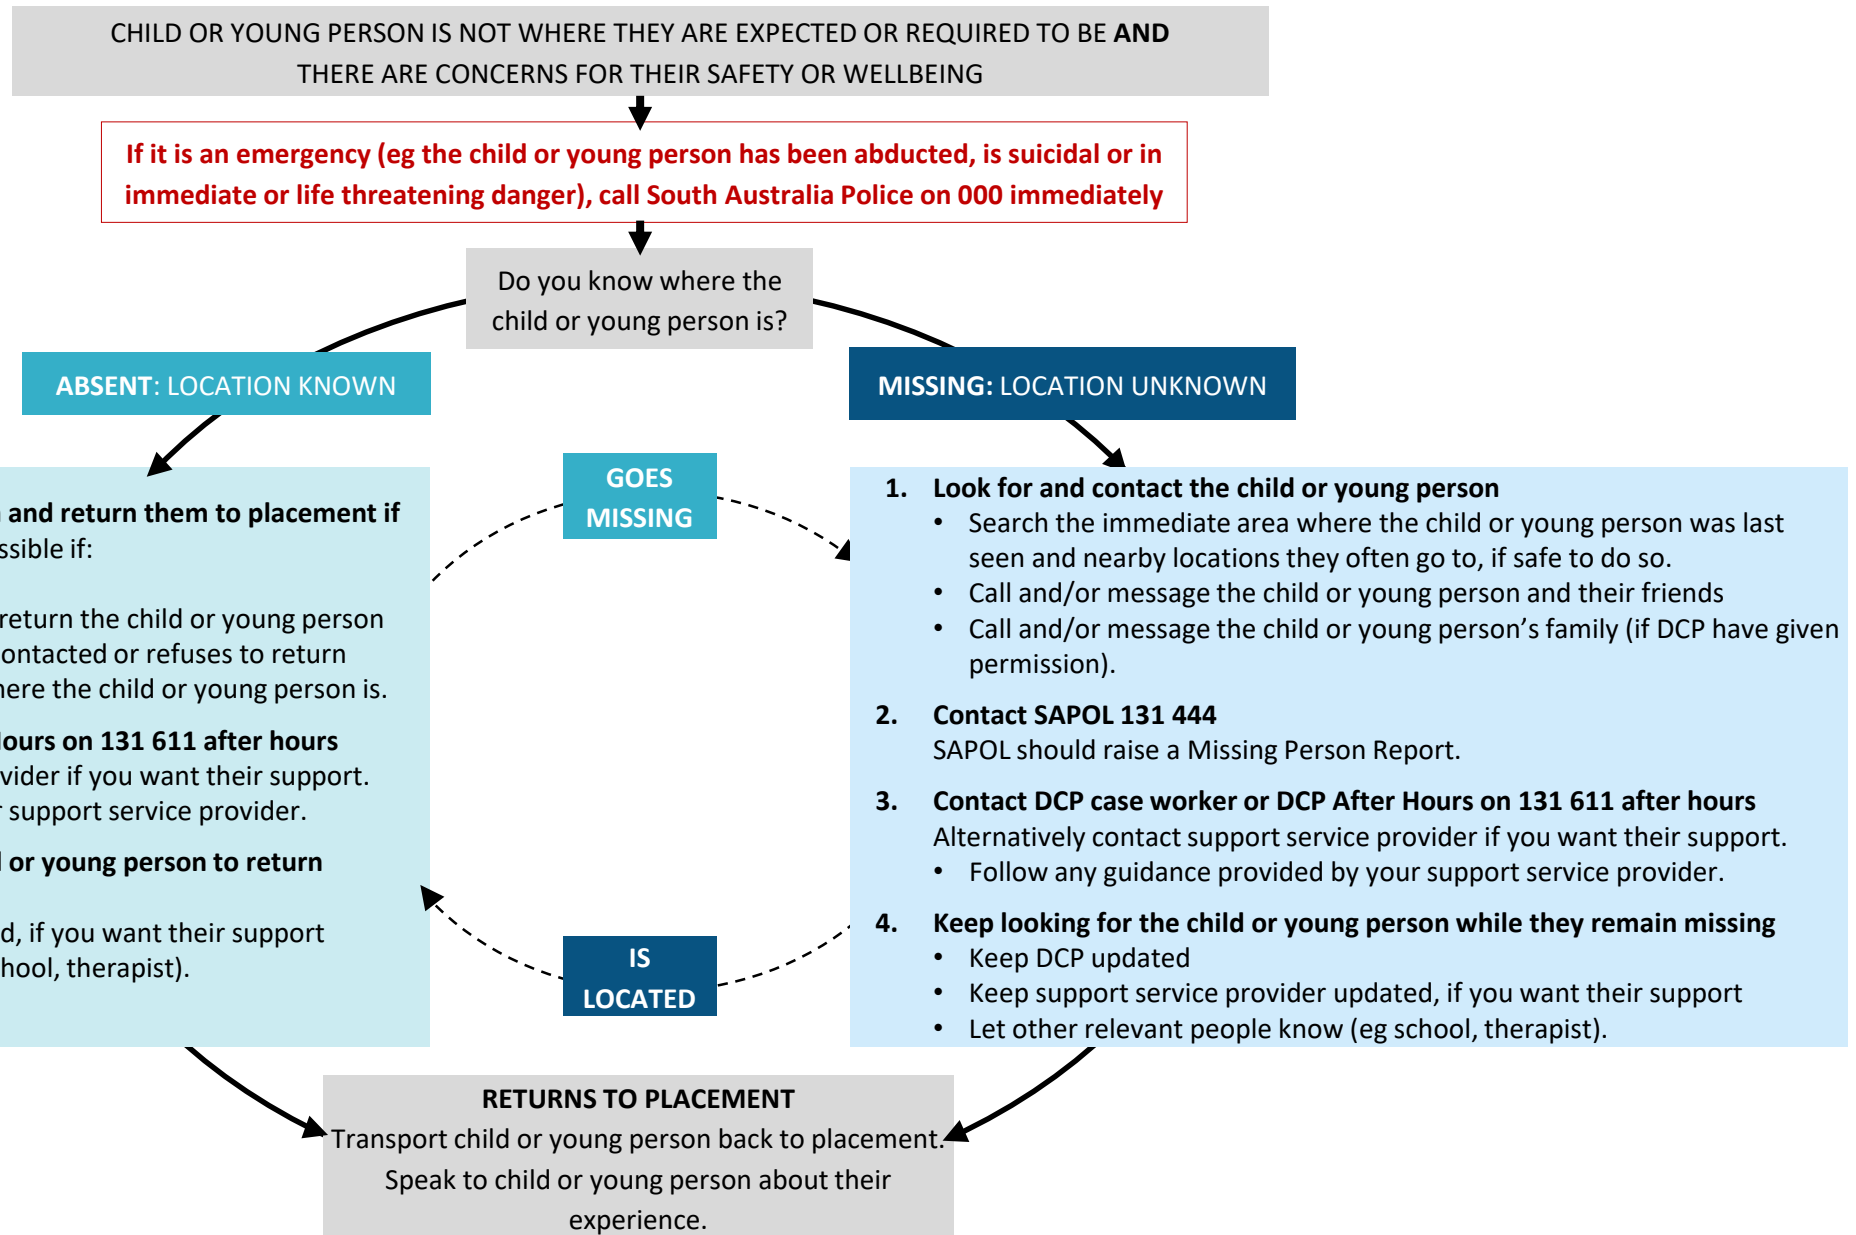 CHILD OR YOUNG PERSON IS NOT WHERE THEY ARE EXPECTED OR REQUIRED TO BE AND
THERE ARE CONCERNS FOR THEIR SAFETY OR WELLBEING
If it is an emergency (eg the child or young person has been abducted, is suicidal or in
immediate or life threatening danger), call South Australia Police on 000 immediately
Do you know where the
child or young person is?
ABSENT: LOCATION KNOWN
MISSING: LOCATION UNKNOWN
and return them to placement if
if:
return the child or young person
or refuses to return
the child or young person is.
on 131 611 after hours
if you want their support.
support service provider.
or young person to return
if you want their support
therapist).
GOES
MISSING
IS
LOCATED
1. Look for and contact the child or young person
• Search the immediate area where the child or young person was last
seen and nearby locations they often go to, if safe to do so.
• Call and/or message the child or young person and their friends
• Call and/or message the child or young person’s family (if DCP have given
permission).
2. Contact SAPOL 131 444
SAPOL should raise a Missing Person Report.
3. Contact DCP case worker or DCP After Hours on 131 611 after hours
Alternatively contact support service provider if you want their support.
• Follow any guidance provided by your support service provider.
4. Keep looking for the child or young person while they remain missing
• Keep DCP updated
• Keep support service provider updated, if you want their support
• Let other relevant people know (eg school, therapist).
RETURNS TO PLACEMENT
Transport child or young person back to placement.
Speak to child or young person about their
experience.